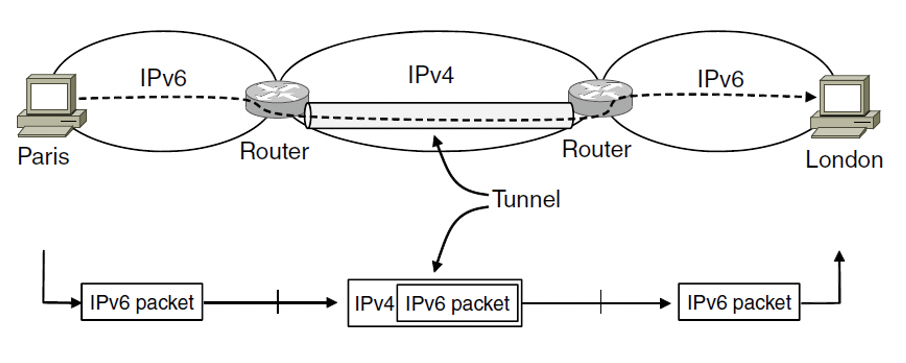 IPv6
IPv4
IPv6
Paris
Router
Router
London
Tunnel
IPv6 packet
IPv4 IPv6 packet
IPv6 packet